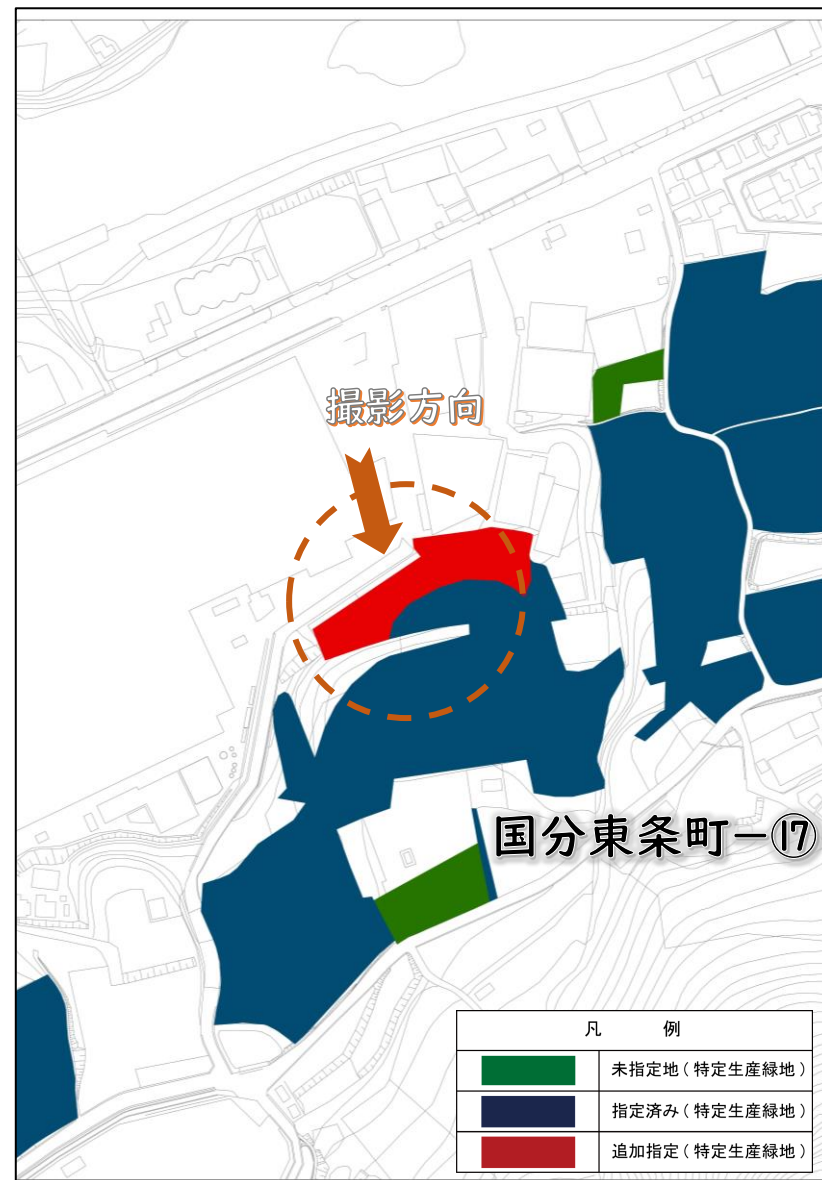 撮影方向
国分東条町－⑰
凡　　例
未指定地（特定生産緑地）
指定済み（特定生産緑地）
追加指定（特定生産緑地）